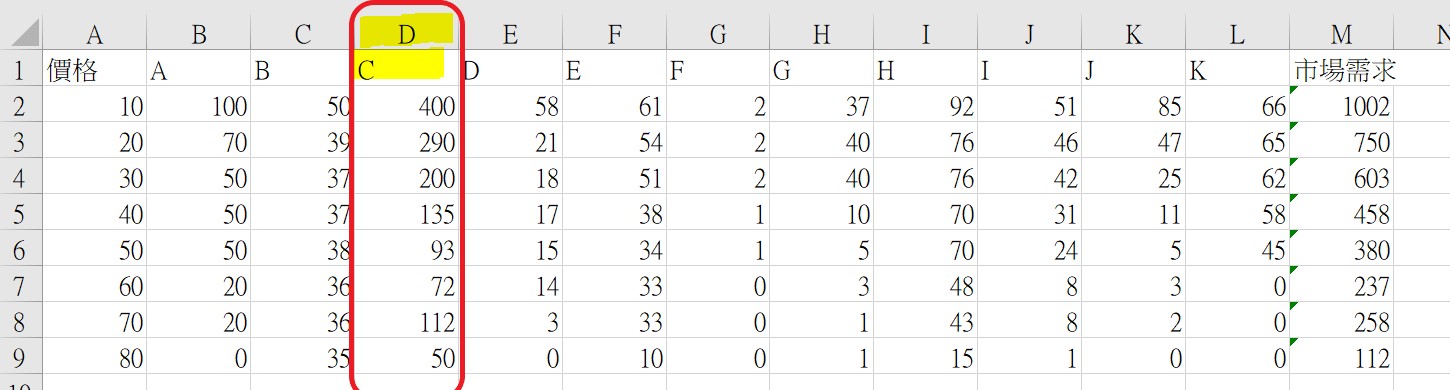 A B C D E F G H I J K L M N
1 價格 A B C D E F G H I J K 市場需求
2 10 100 50 400 58 61 2 37 92 51 85 66 1002
3 20 70 39 290 21 54 2 40 76 46 47 65 750
4 30 50 37 200 18 51 2 40 76 42 25 62 603
5 40 50 37 135 17 38 1 10 70 31 11 58 458
6 50 50 38 93 15 34 1 5 70 24 5 45 380
7 60 20 36 72 14 33 0 3 48 8 3 0 237
8 70 20 36 112 3 33 0 1 43 8 2 0 258
9 80 0 35 50 0 10 0 1 15 1 0 0 112
10